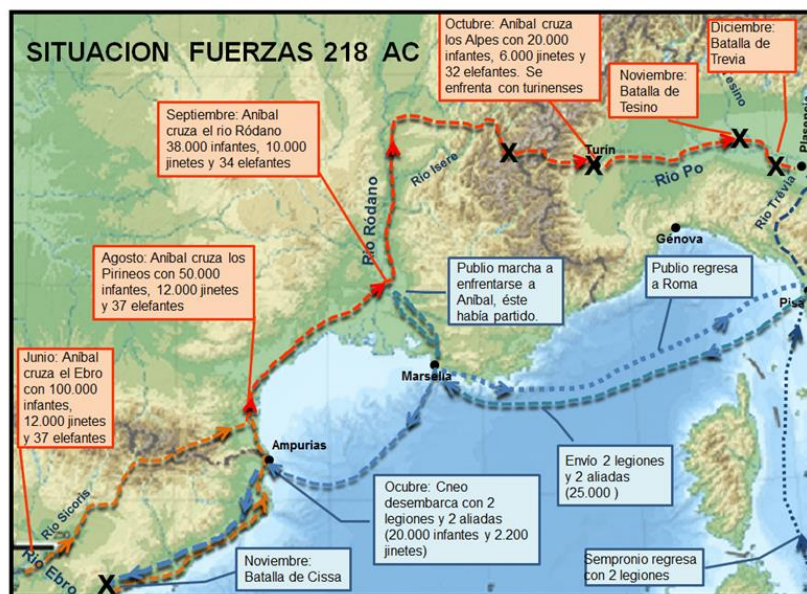 SITUACION FUERZAS 218 AC
Octubre: Aníbal cruza
los Alpes con 20.000
infantes, 6.000 jinetes y
32 elefantes. Se
enfrenta con turinenses
Diciembre:
Batalla de
Trevia
Noviembre:
Batalla de
Tesino
Septiembre: Aníbal
cruza el rio Ródano
38.000 infantes, 10.000
jinetes y 34 elefantes
Río Isere
Turín
Río Po
Río Trévia
Río Ródano
Génova
Agosto: Aníbal cruza los
Pirineos con 50.000
infantes, 12.000 jinetes
y 37 elefantes
Publio marcha a
enfrentarse a
Aníbal, éste
había partido.
Publio regresa
a Roma
Pisa
Marsella
Junio: Aníbal
cruza el Ebro
con 100.000
infantes,
12.000 jinetes
y 37 elefantes
Ampurias
Envío 2 legiones
y 2 aliadas
(25.000 )
Ocubre: Cneo
desembarca con 2
legiones y 2 aliadas
(20.000 infantes y 2.200
jinetes)
Río Sicoris
Río Ebro
Noviembre:
Batalla de Cissa
Sempronio regresa
con 2 legiones